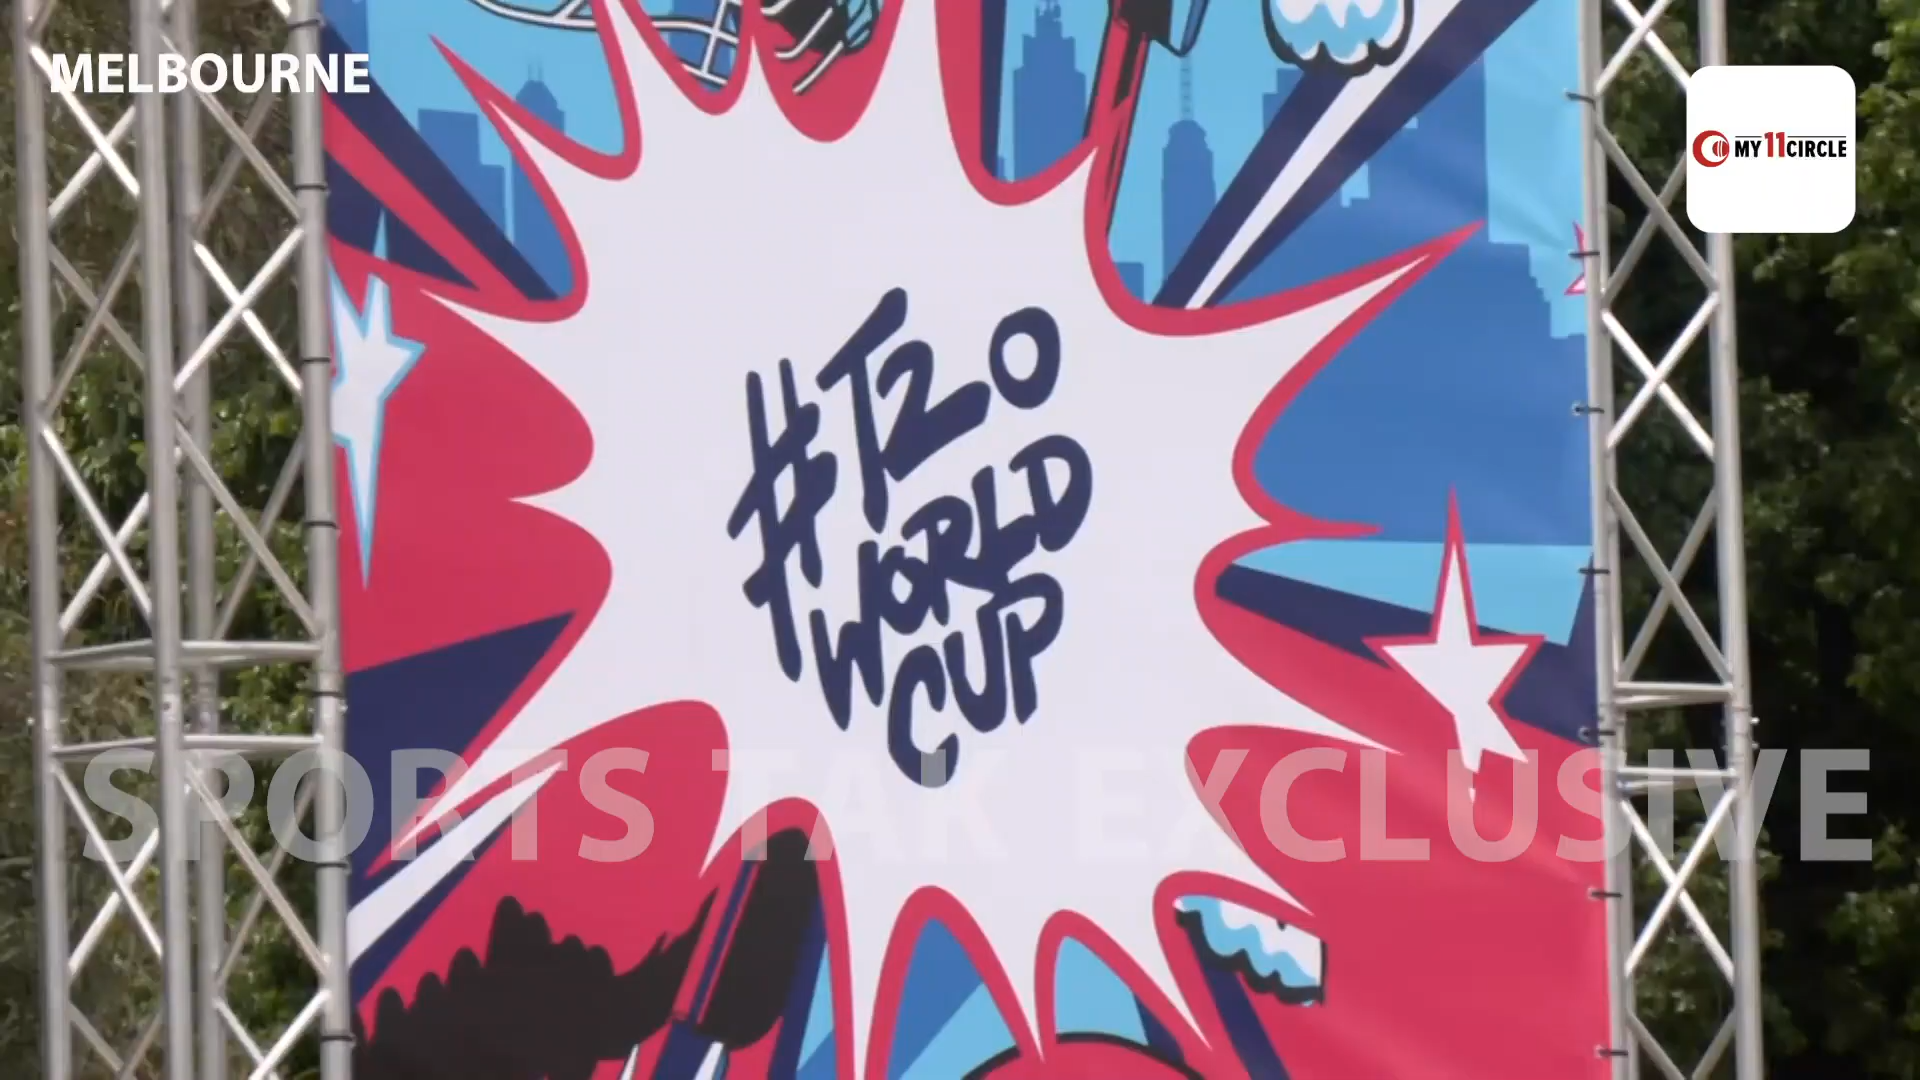 MELBOURNE
MY11CIRCLE
#T20
WORLD
CUP
SPORTS TAK EXCLUSIVE